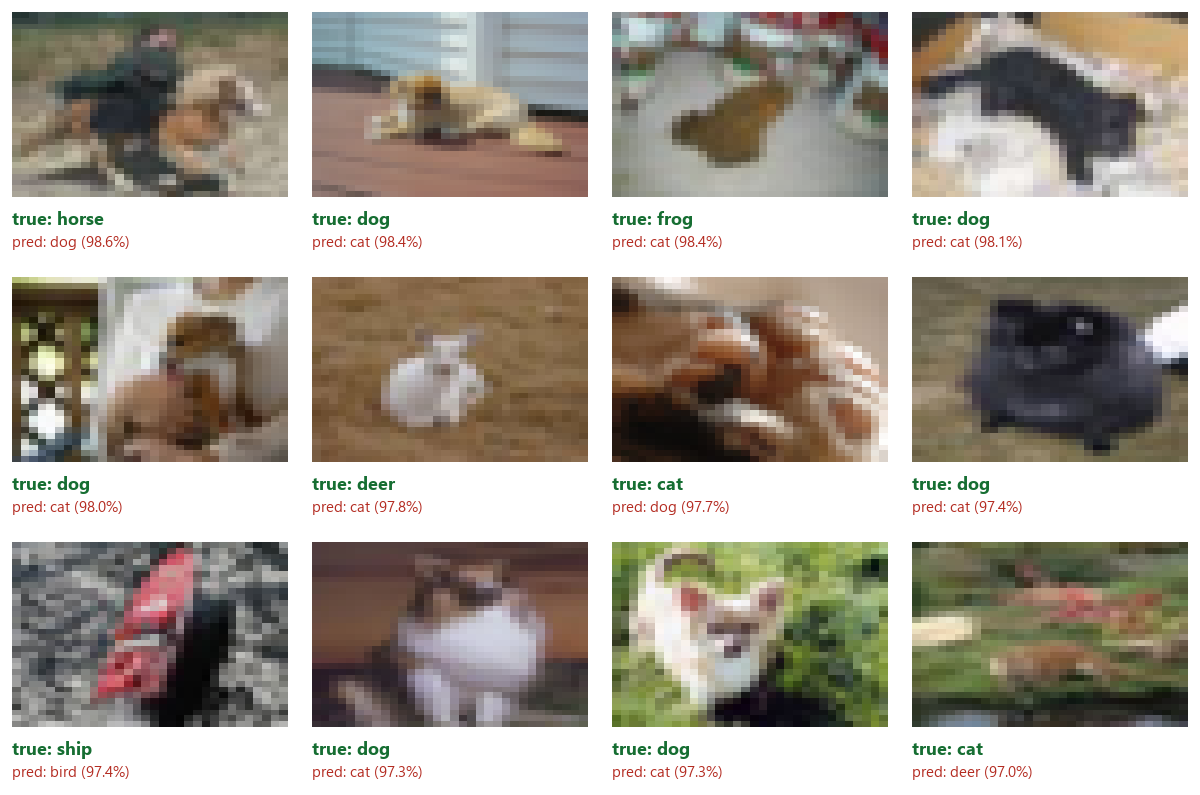 true: horse
pred: dog (98.6%)
true: dog
pred: cat (98.4%)
true: frog
pred: cat (98.4%)
true: dog
pred: cat (98.1%)
true: dog
pred: cat (98.0%)
true: deer
pred: cat (97.8%)
true: cat
pred: dog (97.7%)
true: dog
pred: cat (97.4%)
true: ship
pred: bird (97.4%)
true: dog
pred: cat (97.3%)
true: dog
pred: cat (97.3%)
true: cat
pred: deer (97.0%)